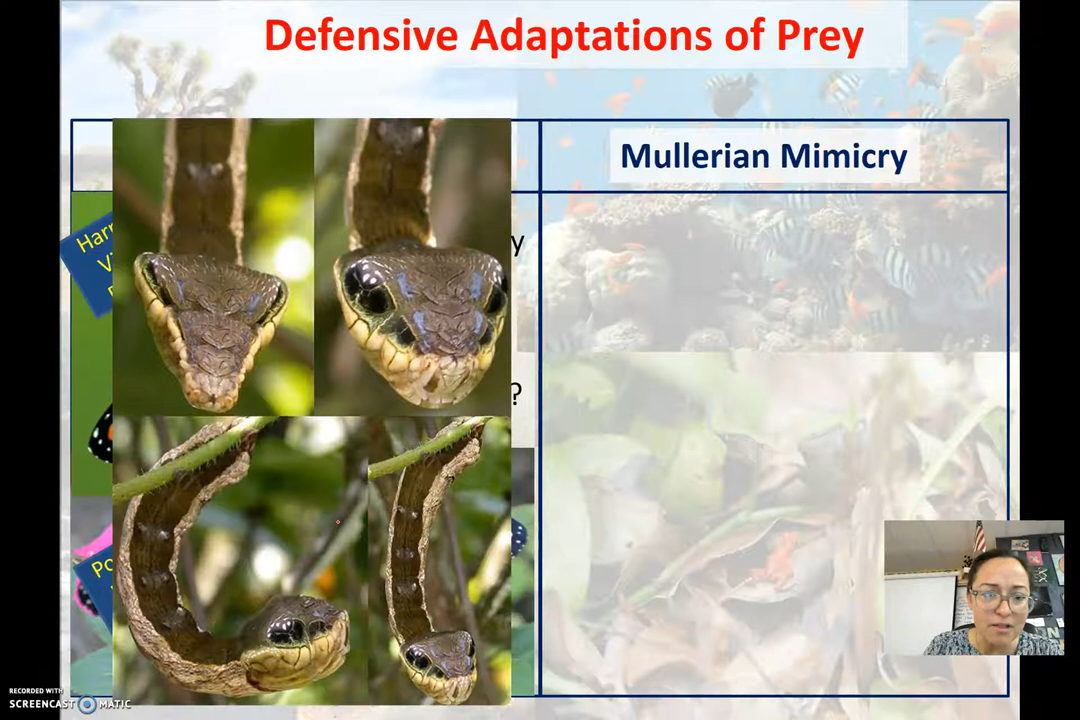 Defensive Adaptations of Prey
Mullerian Mimicry
y
?
RECORDED WITH
SCREENCAST MATIC